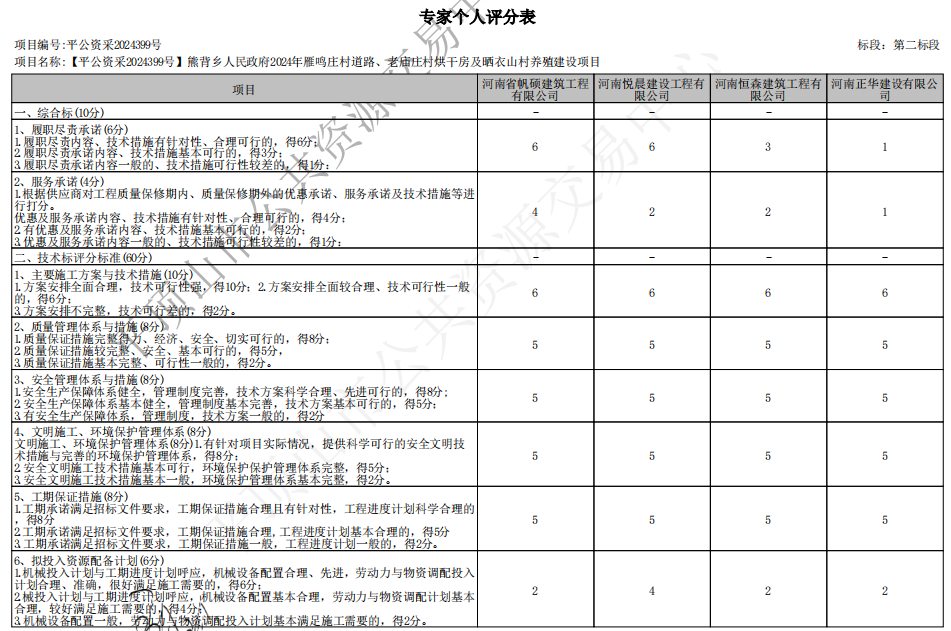 专家个人评分表
项目编号:平公资采2024399号
标段: 第二标段
项目名称:【平公资采2024399号】熊背乡人民政府2024年雁鸣庄村道路、老庙庄村烘干房及晒衣山村养殖建设项目
项目
河南省帆硕建筑工程有限公司
河南悦晨建设工程有限公司
河南恒森建筑工程有限公司
河南正华建设有限公司
一、综合标(10分)
- - - -
1、履职尽责承诺(6分)
1.履职尽责内容、技术措施有针对性、合理可行的, 得6分;
2.履职尽责承诺内容、技术措施基本可行的, 得3分;
3.履职尽责承诺内容一般的、技术措施可行性较差的, 得1分;
6 6 3 1
2、服务承诺(4分)
1.根据供应商对工程质量保修期内、质量保修期外的优惠承诺、服务承诺及技术措施等进
行打分。
优惠及服务承诺内容、技术措施有针对性、合理可行的, 得4分;
2.有优惠及服务承诺内容、技术措施基本可行的, 得2分;
3.优惠及服务承诺内容一般的、技术措施可行性较差的, 得1分;
4 2 2 1
二、技术标评分标准(60分)
- - - -
1、主要施工方案与技术措施(10分)
1.方案安排全面合理, 技术可行性强, 得10分; 2.方案安排全面较合理、技术可行性一般
的, 得6分;
3.方案安排不完整, 技术可行差的, 得2分。
6 6 6 6
2、质量管理体系与措施(8分)
1.质量保证措施完整得力、经济、安全、切实可行的, 得8分;
2.质量保证措施较完整、安全、基本可行的, 得5分,
3.质量保证措施基本完整、可行性一般的, 得2分。
5 5 5 5
3、安全管理体系与措施(8分)
1.安全生产保障体系健全, 管理制度完善, 技术方案科学合理、先进可行的, 得8分;
2.安全生产保障体系基本健全, 管理制度基本完善, 技术方案基本可行的, 得5分;
3.有安全生产保障体系, 管理制度, 技术方案一般的, 得2分
5 5 5 5
4、文明施工、环境保护管理体系(8分)
文明施工、环境保护管理体系(8分)1.有针对项目实际情况, 提供科学可行的安全文明技
术措施与完善的环境保护管理体系, 得8分;
2.安全文明施工技术措施基本可行, 环境保护保护管理体系完整, 得5分;
3.安全文明施工技术措施基本一般, 环境保护管理体系基本完整, 得2分。
5 5 5 5
5、工期保证措施(8分)
1.工期承诺满足招标文件要求, 工期保证措施合理且有针对性, 工程进度计划科学合理的
, 得8分
2.工期承诺满足招标文件要求, 工期保证措施合理,工程进度计划基本合理的, 得5分
3.工期承诺满足招标文件要求, 工期保证措施一般, 工程进度计划一般的, 得2分。
5 5 5 5
6、拟投入资源配备计划(6分)
1.机械投入计划与工期进度计划呼应, 机械设备配置合理、先进, 劳动力与物资调配投入
计划合理、准确, 很好满足施工需要的, 得6分;
2械投入计划与工期进度计划呼应, 机械设备配置基本合理, 劳动力与物资调配计划基本
合理, 较好满足施工需要的, 得4分;
3.机械设备配置一般, 劳动力与物资调配投入计划基本满足施工需要的, 得2分。
2 4 2 2
平顶山市公共资源交易中心
平顶山市公共资源交易中心